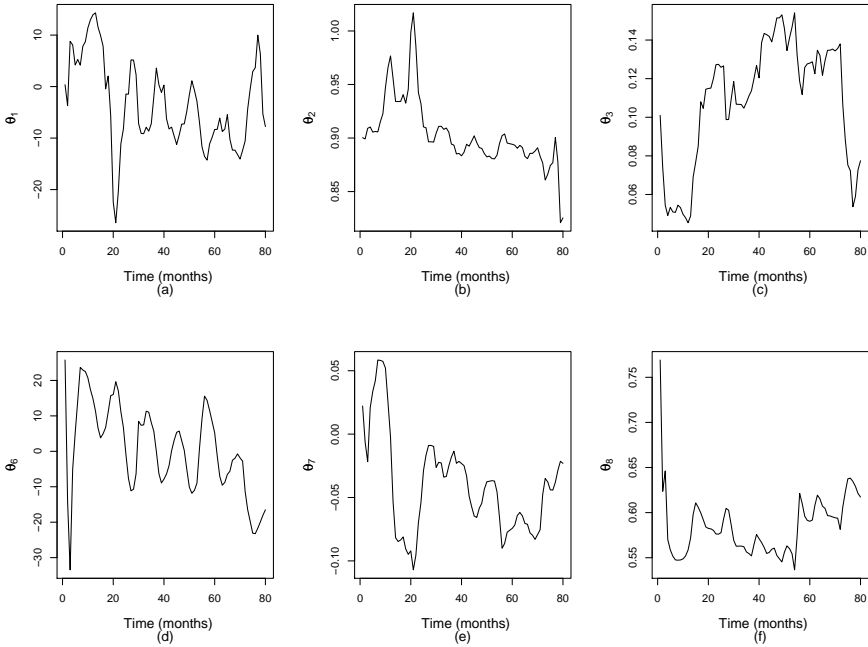 θ1
10
0
−10
−20
0 20 40 60 80
Time (months)
(a)
θ2
1.00
0.95
0.90
0.85
0 20 40 60 80
Time (months)
(b)
θ3
0.14
0.12
0.10
0.08
0.06
0 20 40 60 80
Time (months)
(c)
θ6
20
10
0
−10
−20
−30
0 20 40 60 80
Time (months)
(d)
θ7
0.05
0.00
−0.05
−0.10
0 20 40 60 80
Time (months)
(e)
θ8
0.75
0.70
0.65
0.60
0.55
0 20 40 60 80
Time (months)
(f)